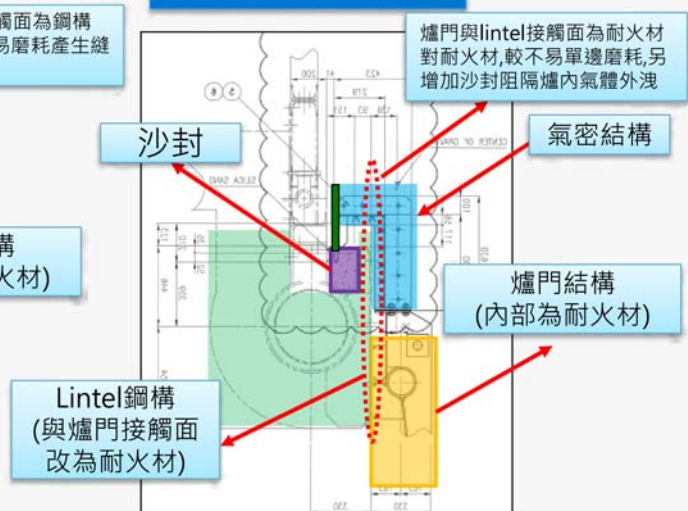 觸面為鋼構
易磨耗產生縫
爐門與lintel接觸面為耐火材
對耐火材,較不易單邊磨耗,另
增加沙封阻隔爐內氣體外洩
沙封
氣密結構
SILICA SAND
構
火材)
爐門結構
(內部為耐火材)
Lintel鋼構
(與爐門接觸面
改為耐火材)